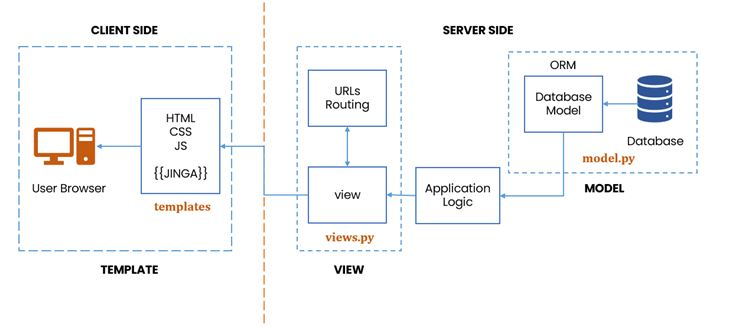 CLIENT SIDE
SERVER SIDE
User Browser
HTML
CSS
JS
{{JINGA}}
templates
TEMPLATE
URLs
Routing
view
views.py
VIEW
Application
Logic
ORM
Database
Model
Database
model.py
MODEL